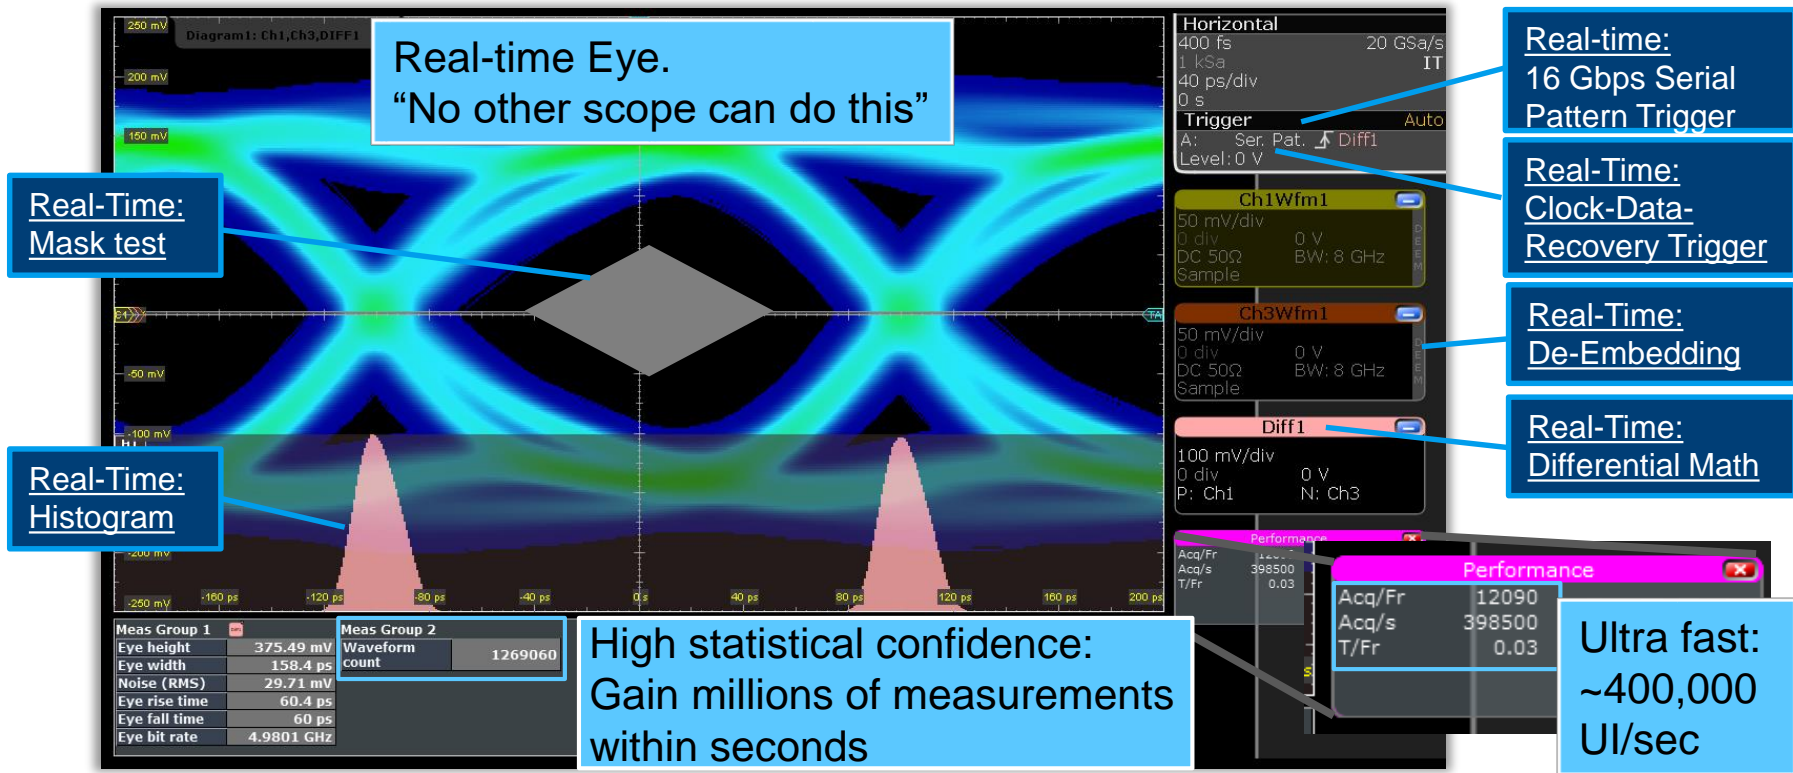 250 mV
Diagram1: Ch1,Ch3,DIFF1
200 mV
150 mV
-50 mV
-100 mV
-200 mV
-250 mV
-160 ps
-120 ps
-80 ps
-40 ps
0 s
40 ps
80 ps
120 ps
160 ps
200 ps
TA
Real-time Eye.
“No other scope can do this”
Real-Time:
Mask test
Real-Time:
Histogram
Horizontal
400 fs 20 GSa/s
1 kSa IT
40 ps/div
0 s
Trigger Auto
A: Ser. Pat. Diff1
Level: 0 V
Ch1Wfm1
50 mV/div
0 div 0 V
DC 50Ω BW: 8 GHz
Sample
DEEM
Ch3Wfm1
50 mV/div
0 div 0 V
DC 50Ω BW: 8 GHz
Sample
DEEM
Diff1
100 mV/div
0 div 0 V
P: Ch1 N: Ch3
Performance
Acq/Fr
Acq/s 398500
T/Fr 0.03
Real-time:
16 Gbps Serial
Pattern Trigger
Real-Time:
Clock-Data-
Recovery Trigger
Real-Time:
De-Embedding
Real-Time:
Differential Math
Performance
Acq/Fr 12090
Acq/s 398500
T/Fr 0.03
Ultra fast:
~400,000
UI/sec
Meas Group 1
Eye height 375.49 mV
Eye width 158.4 ps
Noise (RMS) 29.71 mV
Eye rise time 60.4 ps
Eye fall time 60 ps
Eye bit rate 4.9801 GHz
Meas Group 2
Waveform
count 1269060
High statistical confidence:
Gain millions of measurements
within seconds